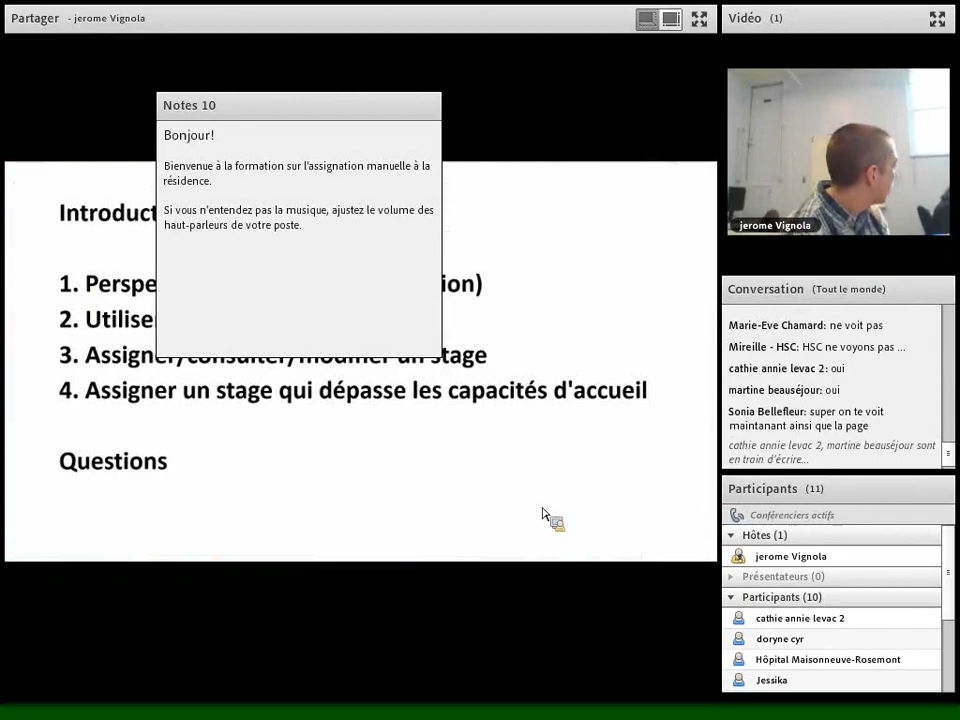 Partager - jerome Vignola
Notes 10
Bonjour!
Bienvenue à la formation sur l'assignation manuelle à la
résidence.
Si vous n'entendez pas la musique, ajustez le volume des
haut-parleurs de votre poste.
Introduct
1. Perspe ion)
2. Utilise
3. Assigner/consulter/modifier un stage
4. Assigner un stage qui dépasse les capacités d'accueil
Questions
Vidéo (1)
jerome Vignola
Conversation (Tout le monde)
Marie-Eve Chamard: ne voit pas
Mireille - HSC: HSC ne voyons pas ...
cathie annie levac 2: oui
martine beauséjour: oui
Sonia Bellefleur: super on te voit
maintanant ainsi que la page
cathie annie levac 2, martine beauséjour sont
en train d'écrire...
Participants (11)
Conférenciers actifs
Hôtes (1)
jerome Vignola
Présentateurs (0)
Participants (10)
cathie annie levac 2
doryne cyr
Hôpital Maisonneuve-Rosemont
Jessika